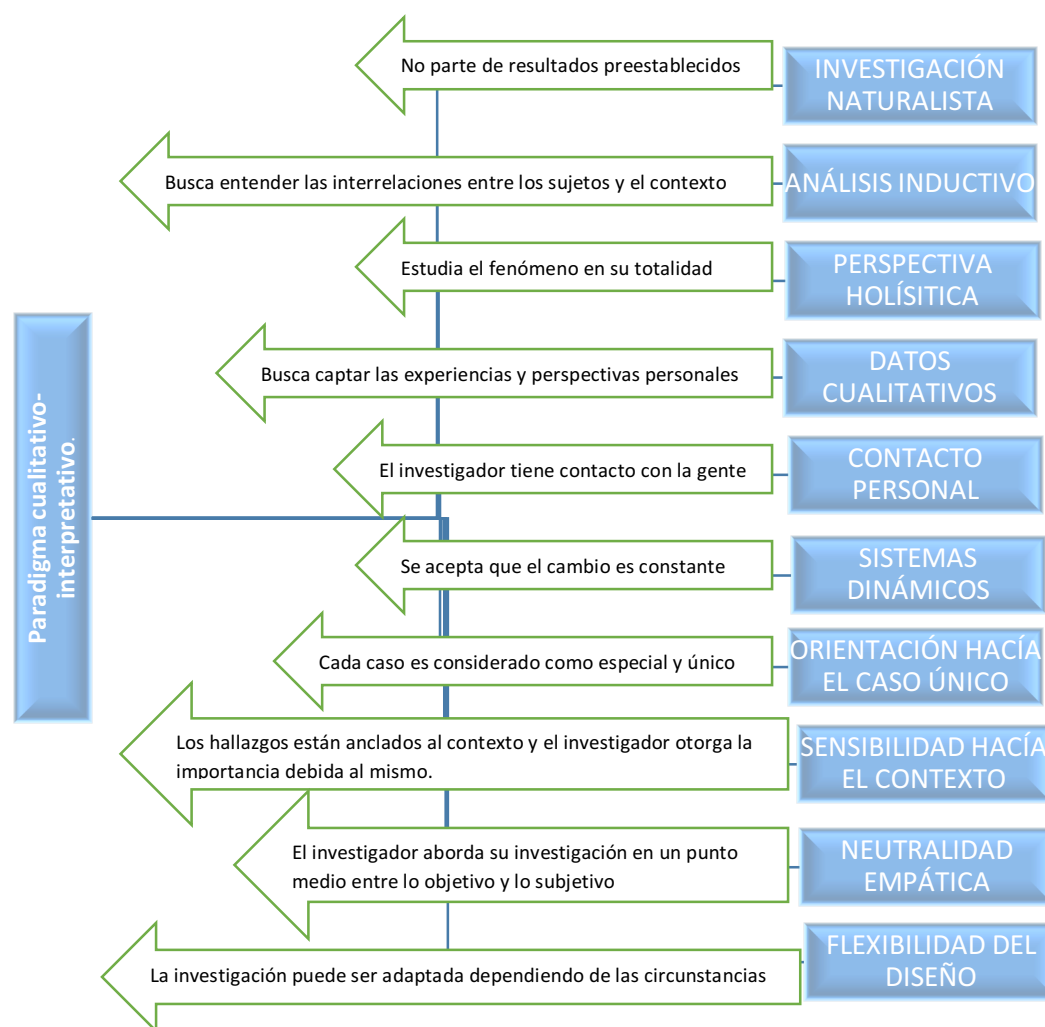 No parte de resultados preestablecidos
INVESTIGACIÓN
NATURALISTA
Busca entender las interrelaciones entre los sujetos y el contexto
ANÁLISIS INDUCTIVO
Estudia el fenómeno en su totalidad
PERSPECTIVA
HOLÍSITICA
Paradigma cualitativo-
interpretativo.
Busca captar las experiencias y perspectivas personales
DATOS
CUALITATIVOS
El investigador tiene contacto con la gente
CONTACTO
PERSONAL
Se acepta que el cambio es constante
SISTEMAS
DINÁMICOS
Cada caso es considerado como especial y único
ORIENTACIÓN HACÍA
EL CASO ÚNICO
Los hallazgos están anclados al contexto y el investigador otorga la
importancia debida al mismo.
SENSIBILIDAD HACÍA
EL CONTEXTO
El investigador aborda su investigación en un punto
medio entre lo objetivo y lo subjetivo
NEUTRALIDAD
EMPÁTICA
La investigación puede ser adaptada dependiendo de las circunstancias
FLEXIBILIDAD DEL
DISEÑO